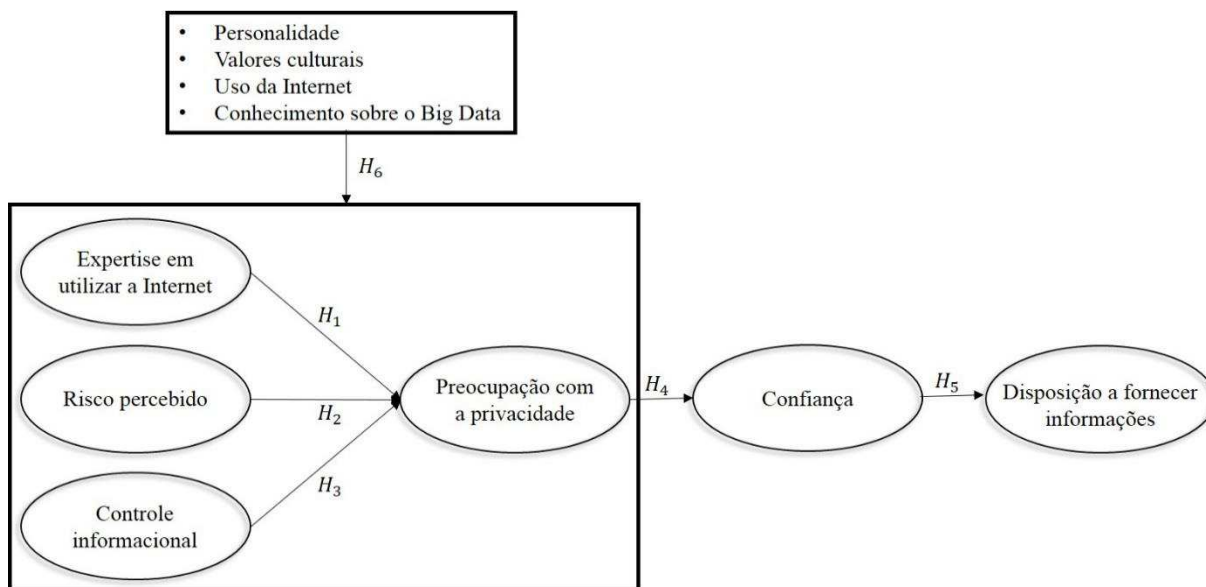 • Personalidade
• Valores culturais
• Uso da Internet
• Conhecimento sobre o Big Data
H₆
Expertise em
utilizar a Internet
H₁
Risco percebido
H₂
Preocupação com
a privacidade
H₄
Confiança
H₅
Disposição a fornecer
informações
H₃
Controle
informacional